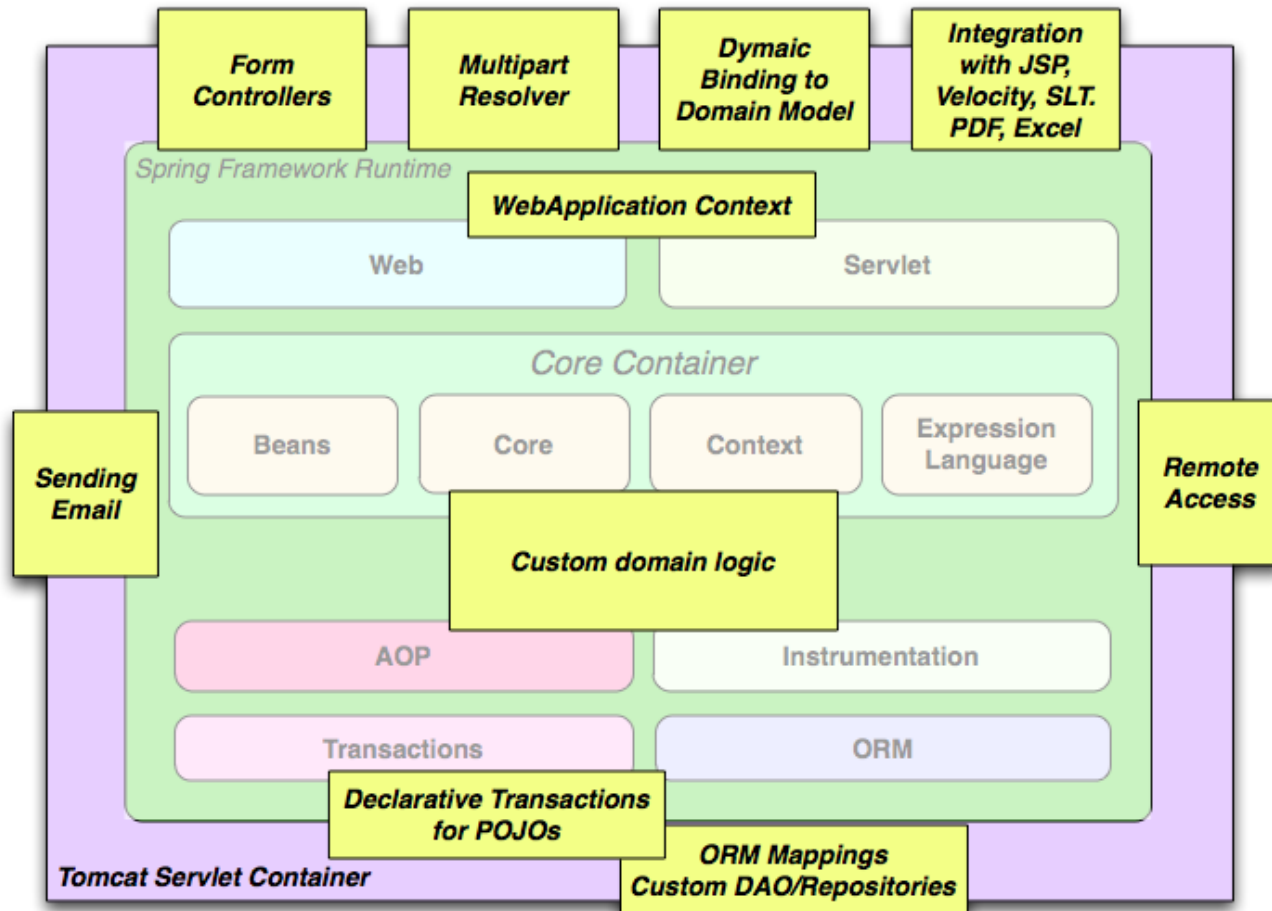 Form
Controllers
Multipart
Resolver
Dymaic
Binding to
Domain Model
Integration
with JSP,
Velocity, SLT.
PDF, Excel
Spring Framework Runtime
WebApplication Context
Web
Servlet
Core Container
Beans
Core
Context
Expression
Language
Sending
Email
Remote
Access
Custom domain logic
AOP
Instrumentation
Transactions
ORM
Declarative Transactions
for POJOs
ORM Mappings
Custom DAO/Repositories
Tomcat Servlet Container